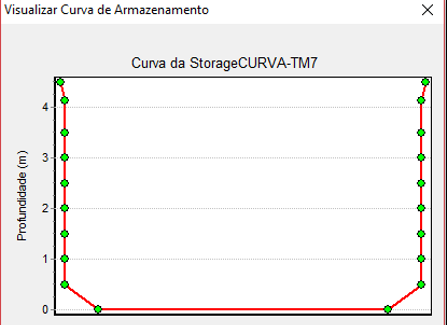 Visualizar Curva de Armazenamento
Curva da StorageCURVA-TM7
Profundidade (m)
4
3
2
1
0